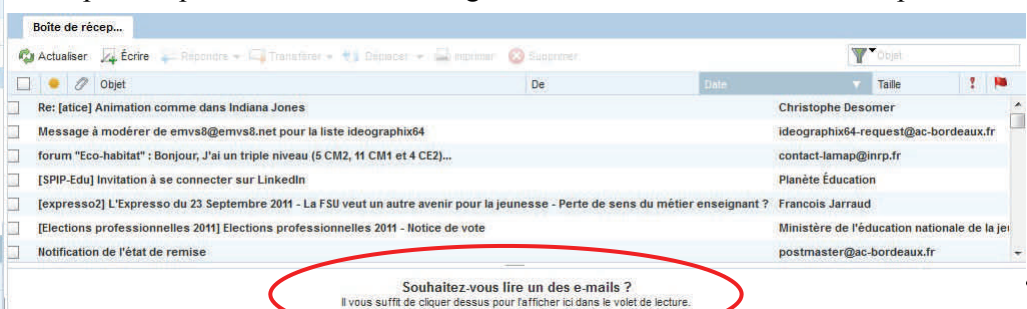 Boîte de récep...
Actualiser Écrire Répondre Transférer Déplacer Imprimer Supprimer Objet
Objet De Date Taille
Re: [atice] Animation comme dans Indiana Jones Christophe Desomer
Message à modérer de emvs8@emvs8.net pour la liste ideographix64 ideographix64-request@ac-bordeaux.fr
forum "Eco-habitat" : Bonjour, J'ai un triple niveau (5 CM2, 11 CM1 et 4 CE2)... contact-lamap@inrp.fr
[SPIP-Edu] Invitation à se connecter sur LinkedIn Planète Éducation
[expresso2] L'Expresso du 23 Septembre 2011 - La FSU veut un autre avenir pour la jeunesse - Perte de sens du métier enseignant ? Francois Jarraud
[Elections professionnelles 2011] Elections professionnelles 2011 - Notice de vote Ministère de l'éducation nationale de la
Notification de l'état de remise postmaster@ac-bordeaux.fr
Souhaitez-vous lire un des e-mails ?
Il vous suffit de cliquer dessus pour l'afficher ici dans le volet de lecture.